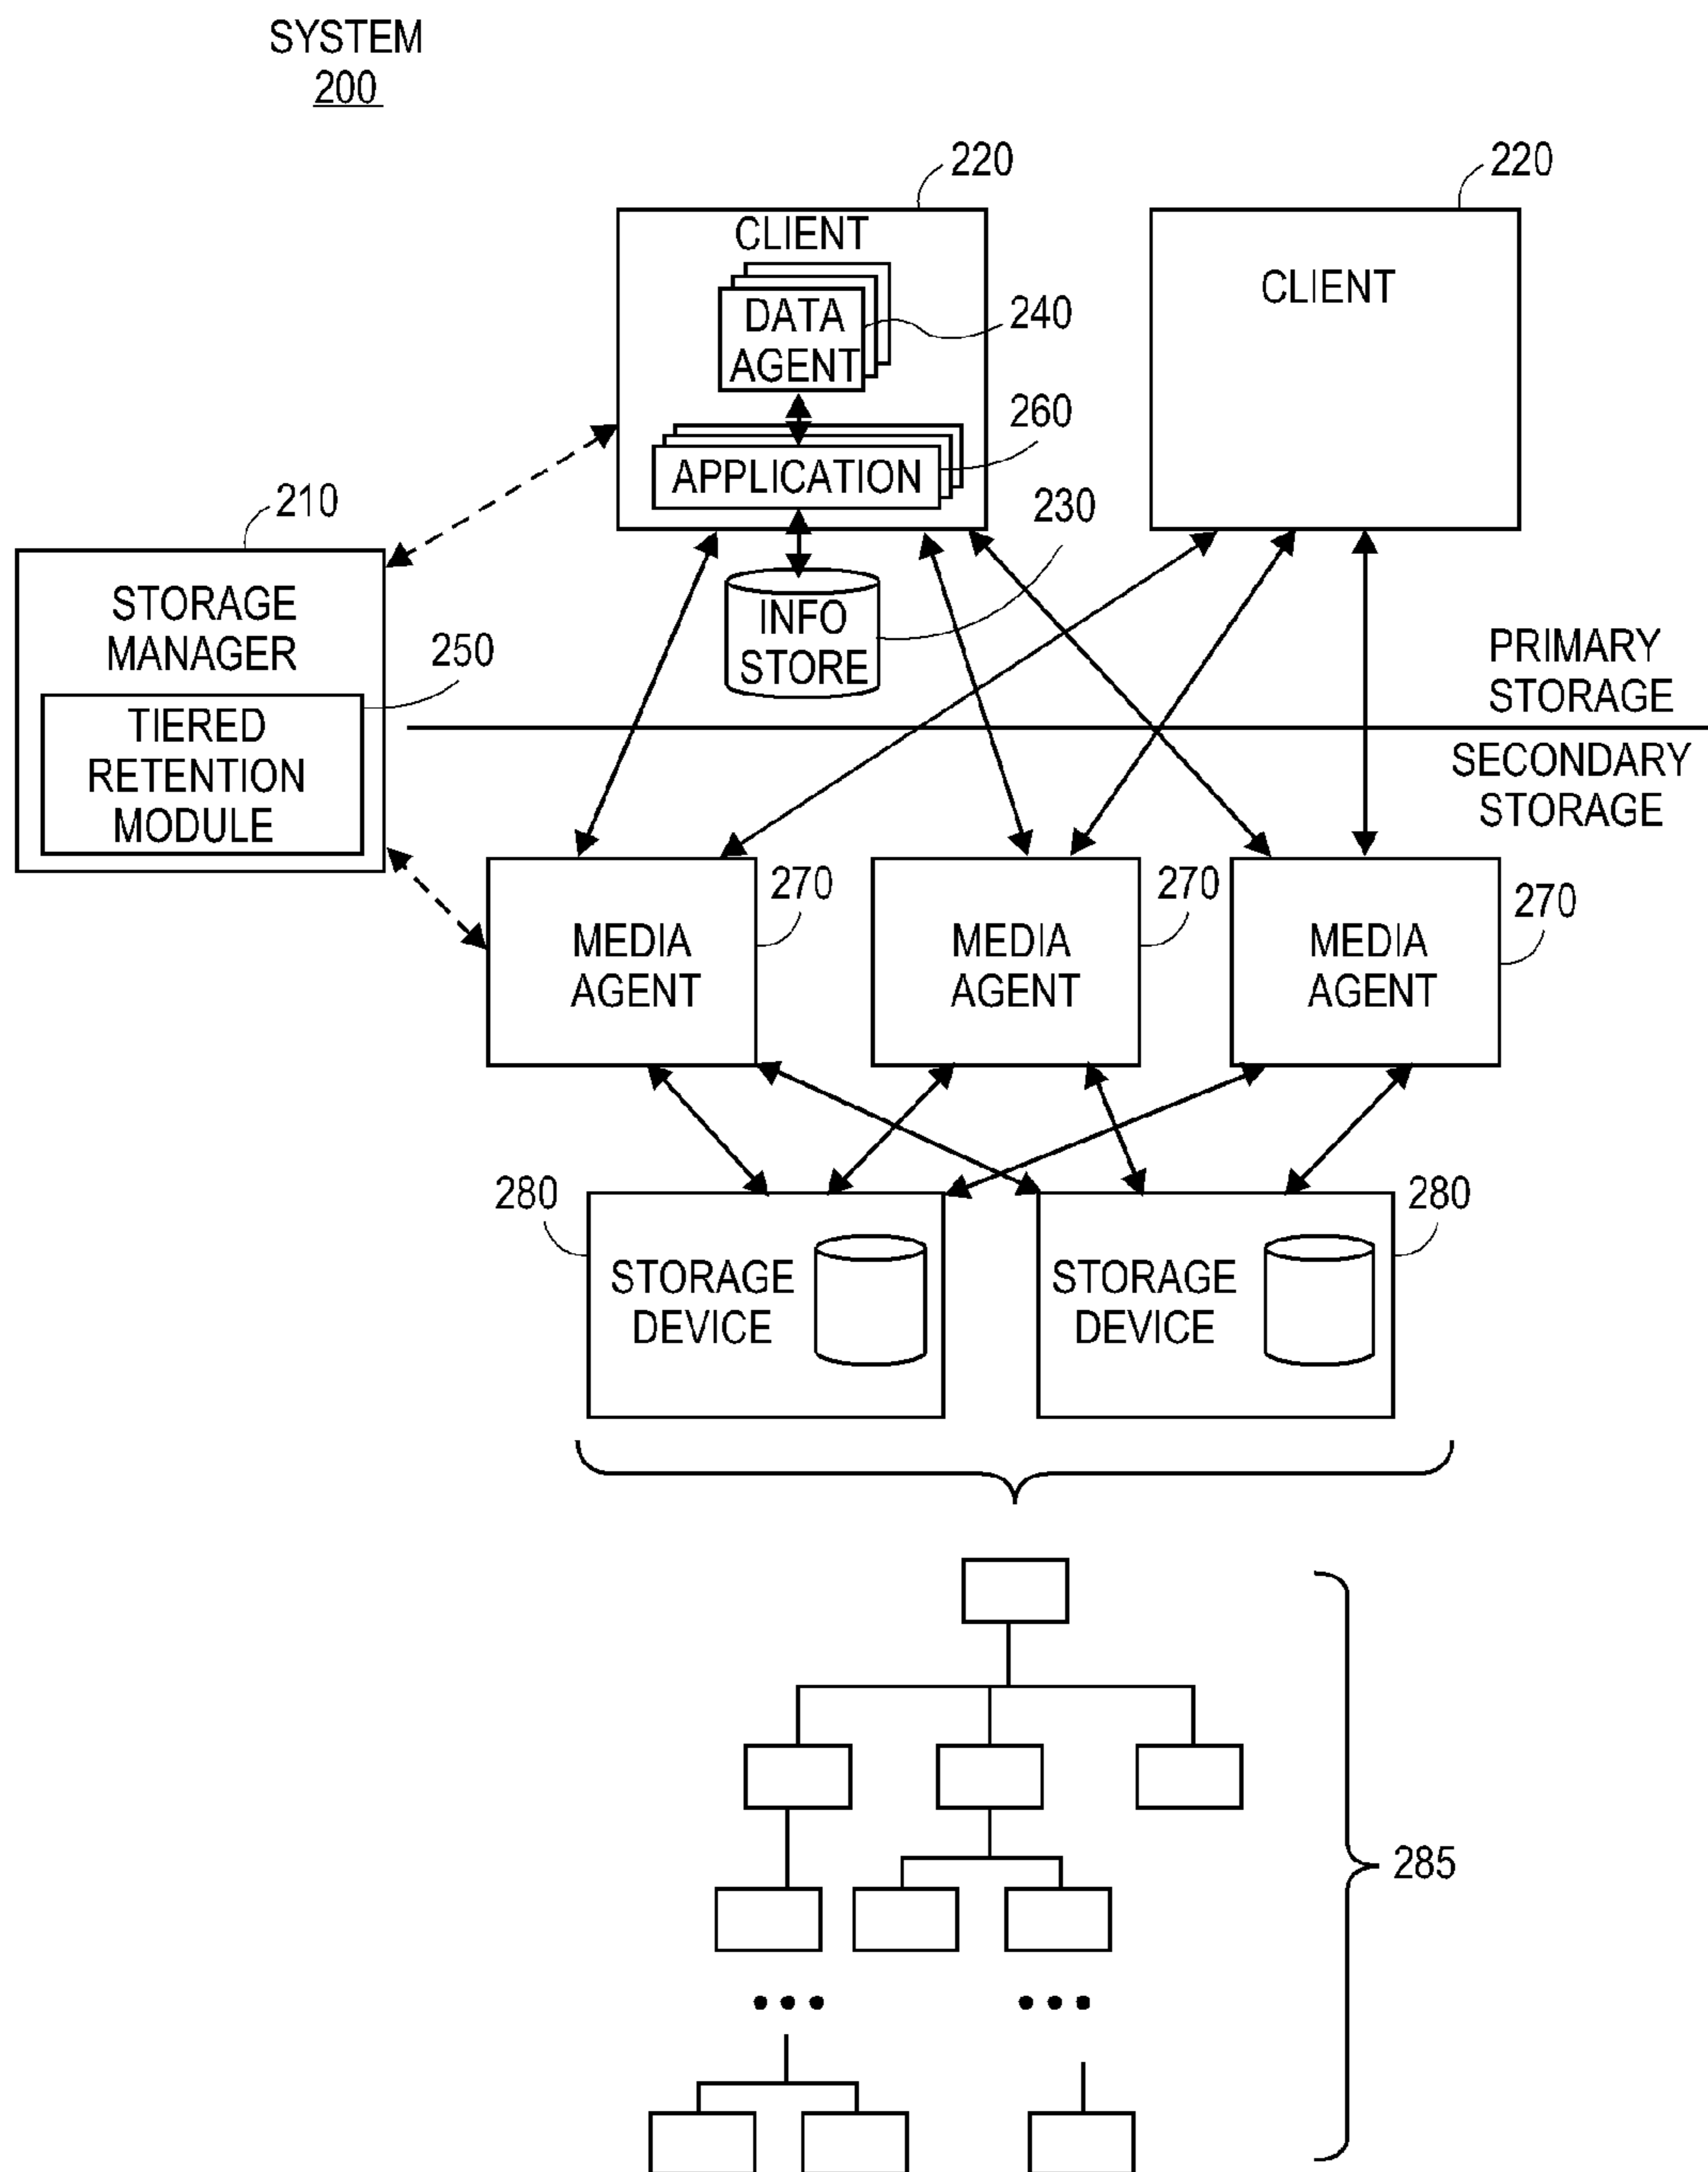 SYSTEM
200
220
220
CLIENT
CLIENT
DATA
AGENT
240
260
APPLICATION
210
230
STORAGE
MANAGER
INFO
STORE
250
PRIMARY
STORAGE
TIERED
RETENTION
MODULE
SECONDARY
STORAGE
270
270
270
MEDIA
AGENT
MEDIA
AGENT
MEDIA
AGENT
280
280
STORAGE
DEVICE
STORAGE
DEVICE
285